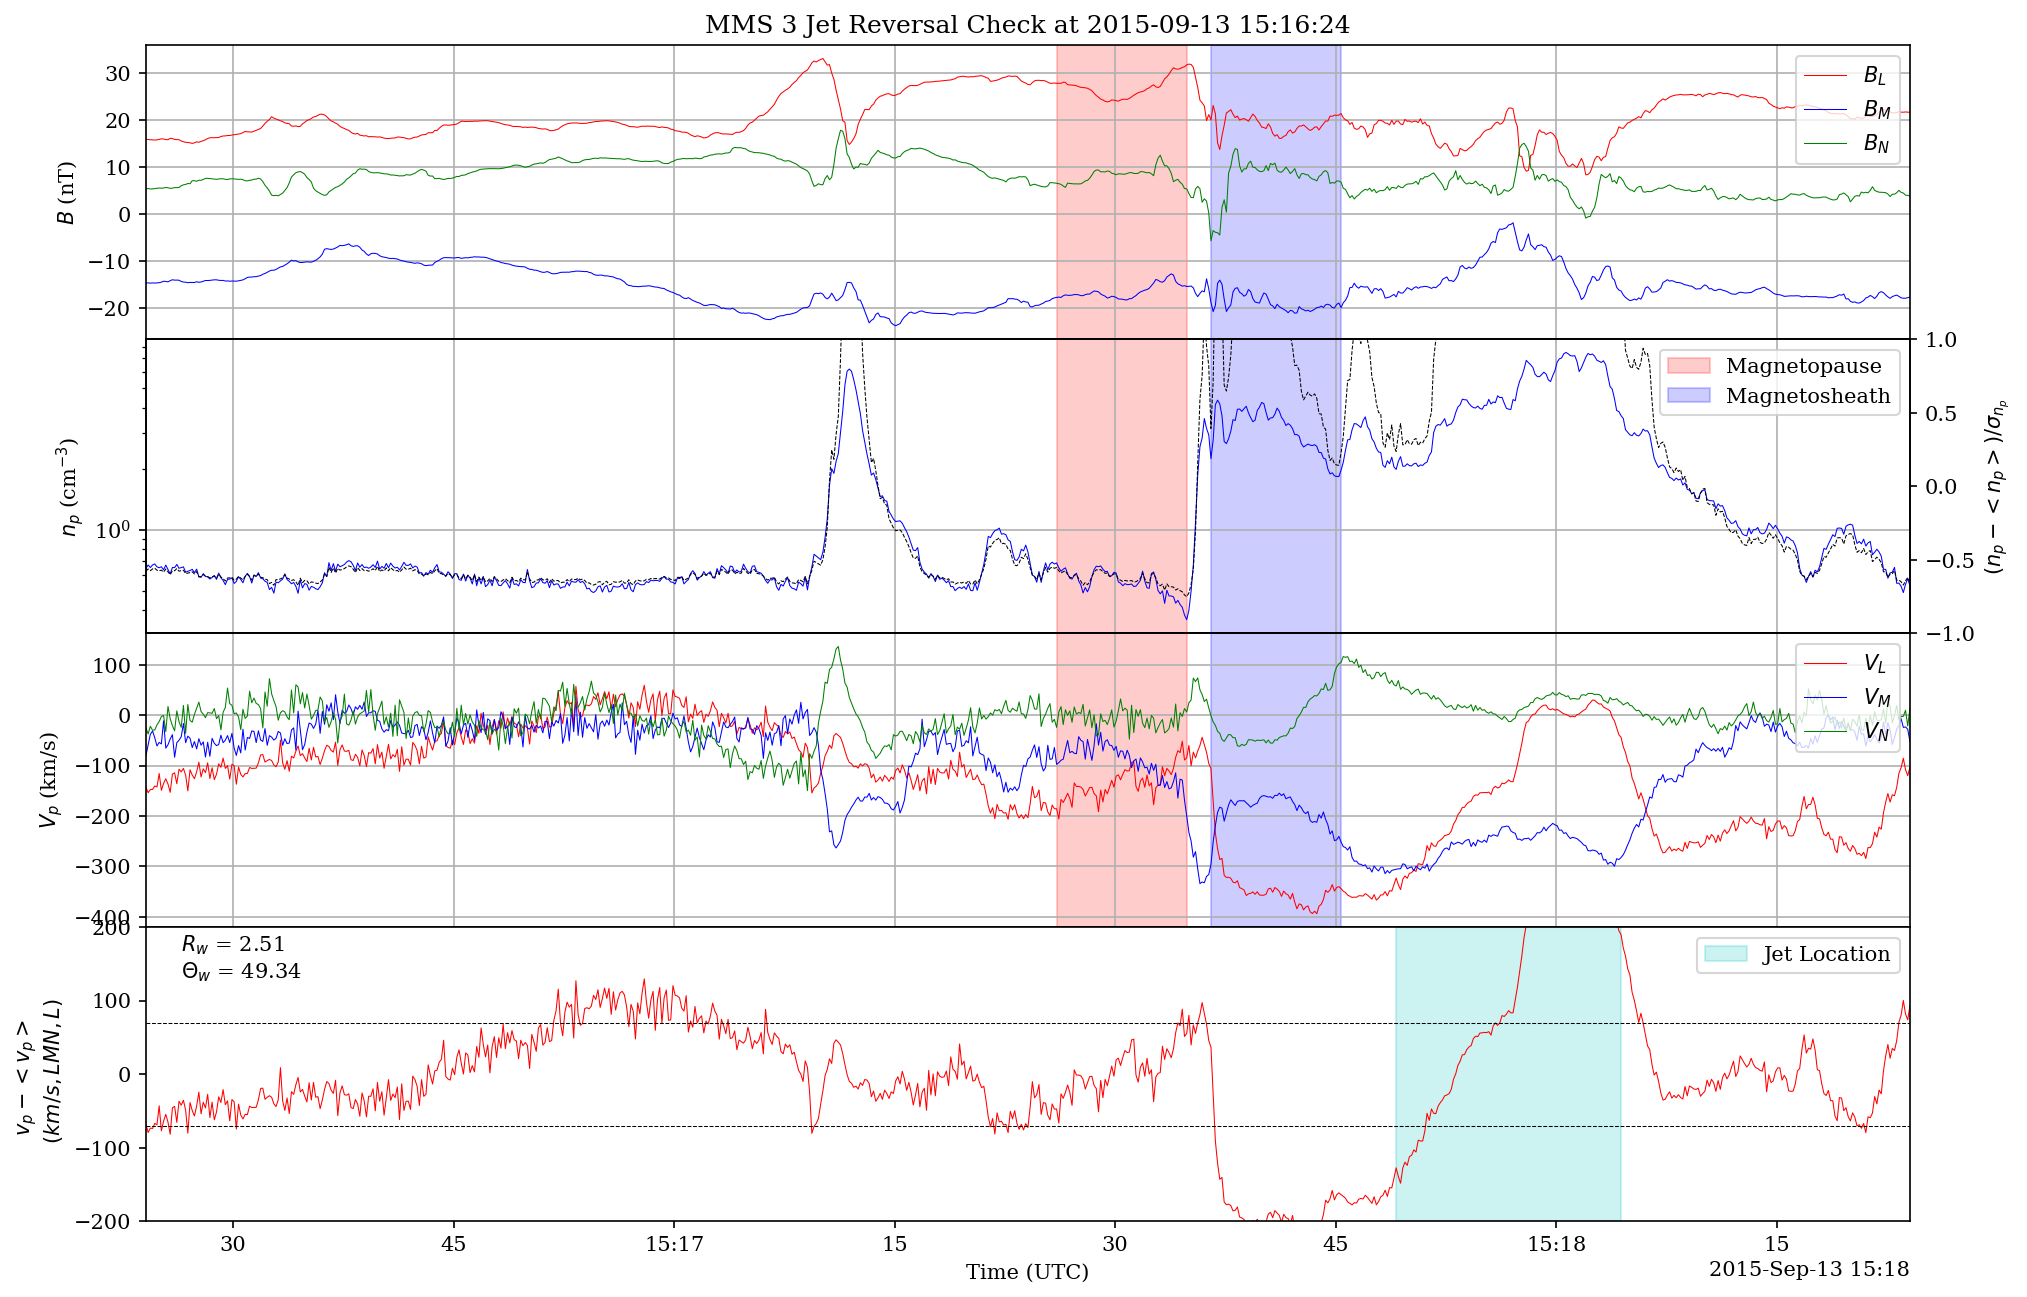 MMS 3 Jet Reversal Check at 2015-09-13 15:16:24
30
20
10
0
−10
−20
B (nT)
B_L
B_M
B_N
10^0
n_p (cm^−3)
1.0
0.5
0.0
−0.5
−1.0
(n_p − < n_p >)/σ_{n_p}
Magnetopause
Magnetosheath
100
0
−100
−200
−300
−400
V_p (km/s)
V_L
V_M
V_N
200
100
0
−100
−200
v_p − < v_p >
(km/s, LMN, L)
R_w = 2.51
Θ_w = 49.34
Jet Location
30
45
15:17
15
30
45
15:18
15
Time (UTC)
2015-Sep-13 15:18